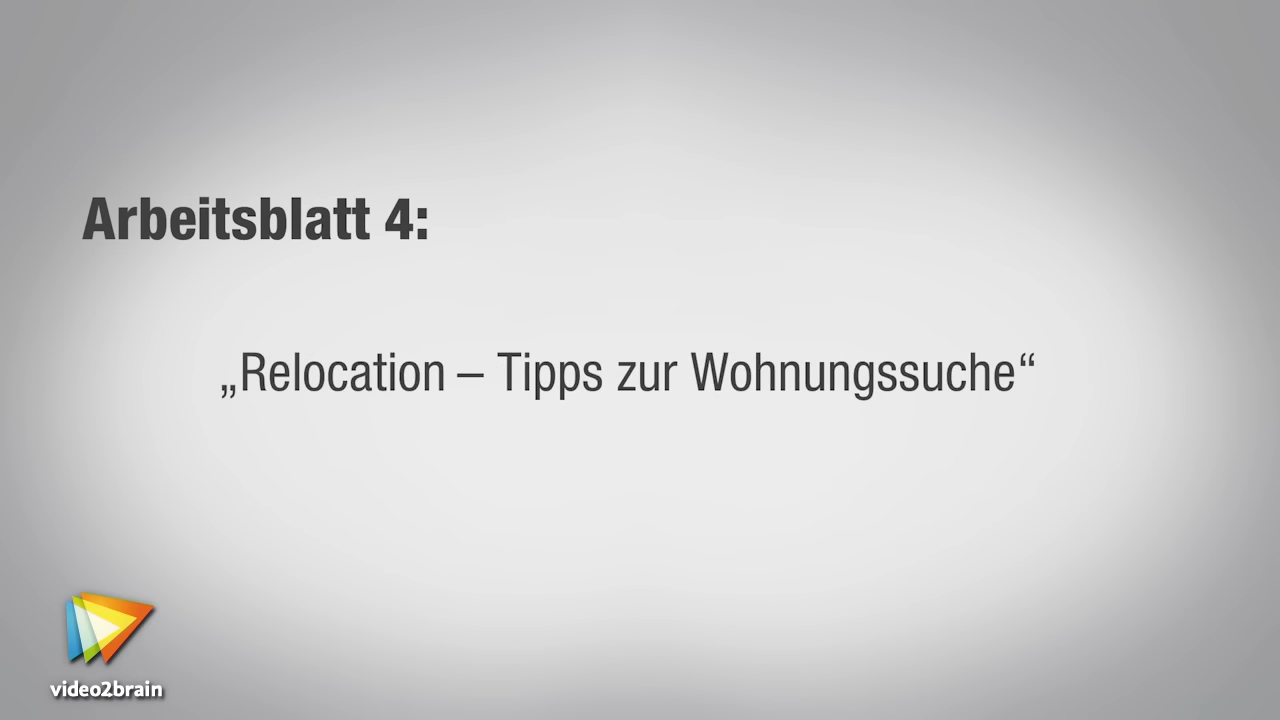 Arbeitsblatt 4:
„Relocation – Tipps zur Wohnungssuche“
video2brain